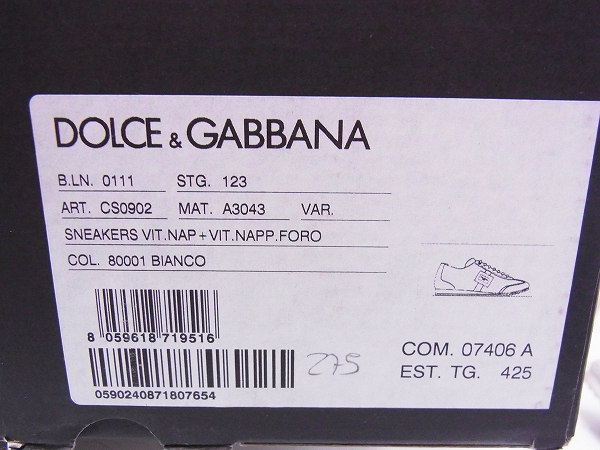 DOLCE & GABBANA
B.LN. 0111 STG. 123
ART. CS0902 MAT. A3043 VAR.
SNEAKERS VIT.NAP+VIT.NAPP.FORO
COL. 80001 BIANCO
8 059618 719516
275
COM. 07406 A
EST. TG. 425
0590240871807654